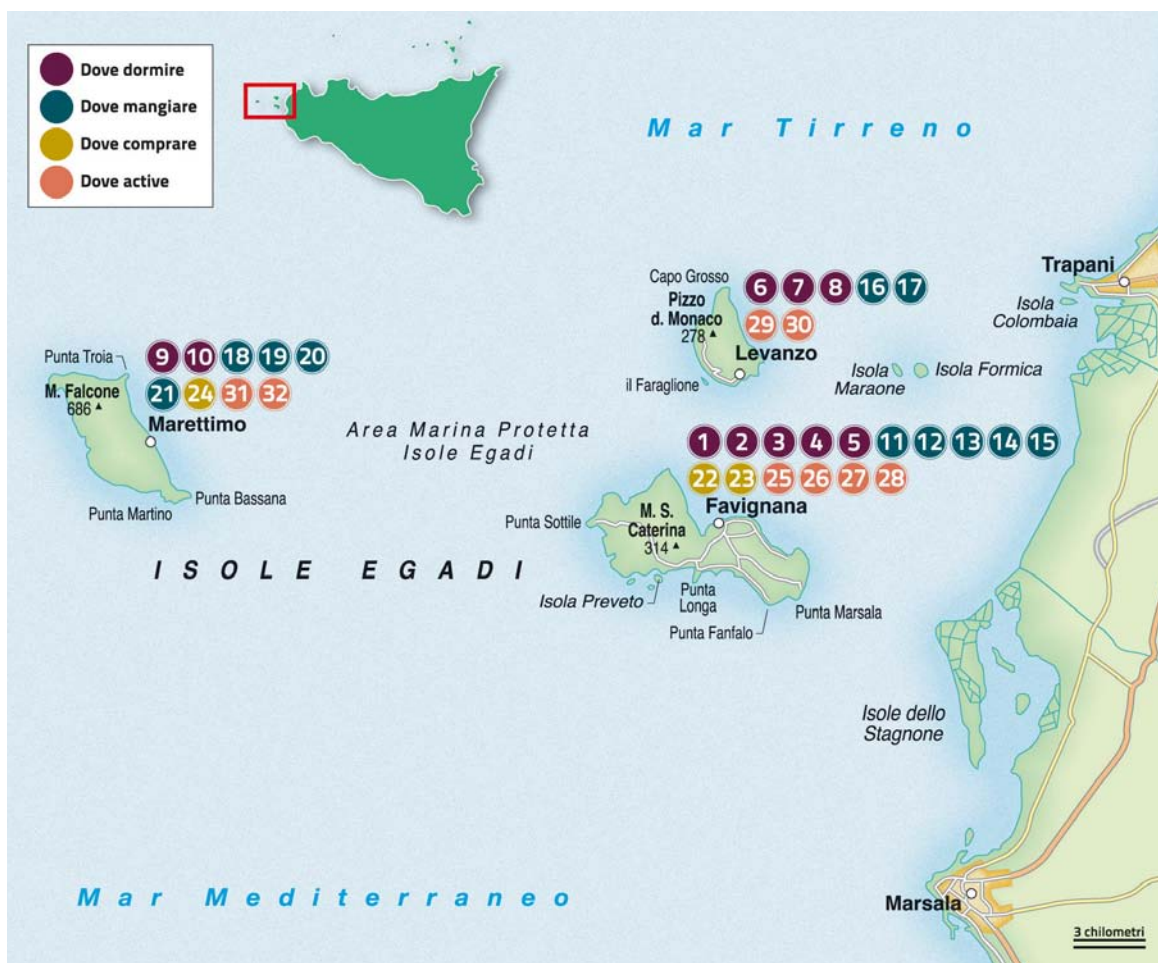 Dove dormire
Dove mangiare
Dove comprare
Dove active
Mar Tirreno
Trapani
Isola
Colombaia
Capo Grosso
Pizzo
d. Monaco
278
6 7 8 16 17
29 30
Levanzo
il Faraglione
Isola
Maraone
Isola Formica
Punta Troia
M. Falcone
686
9 10 18 19 20
21 24 31 32
Marettimo
Punta Bassana
Punta Martino
Area Marina Protetta
Isole Egadi
1 2 3 4 5 11 12 13 14 15
22 23 25 26 27 28
Favignana
M. S.
Caterina
314
Punta Sottile
ISOLE EGADI
Isola Preveto
Punta
Longa
Punta Marsala
Punta Fanfalo
Isole dello
Stagnone
Mar Mediterraneo
Marsala
3 chilometri